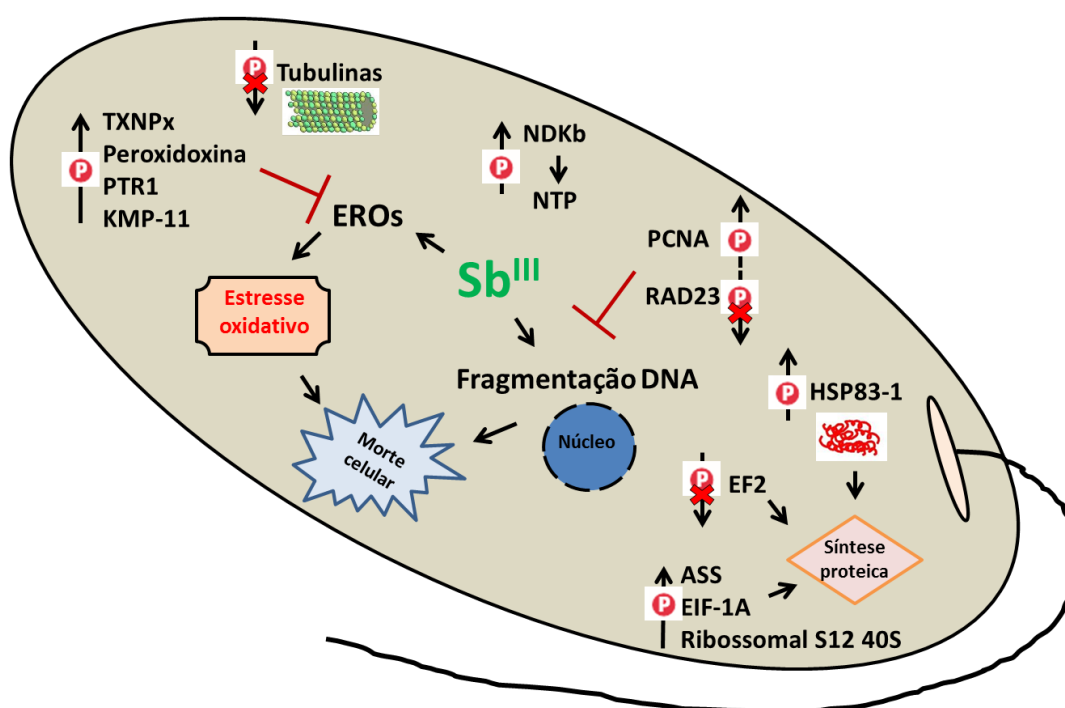 P
Tubulinas
TXNPx
Peroxidoxina
PTR1
KMP-11
P
NDKb
NTP
P
EROs
PCNA
P
RAD23
P
Sb^III
Estresse
oxidativo
Fragmentação DNA
HSP83-1
P
Morte
celular
Núcleo
P
EF2
Síntese
proteica
ASS
EIF-1A
Ribossomal S12 40S
P